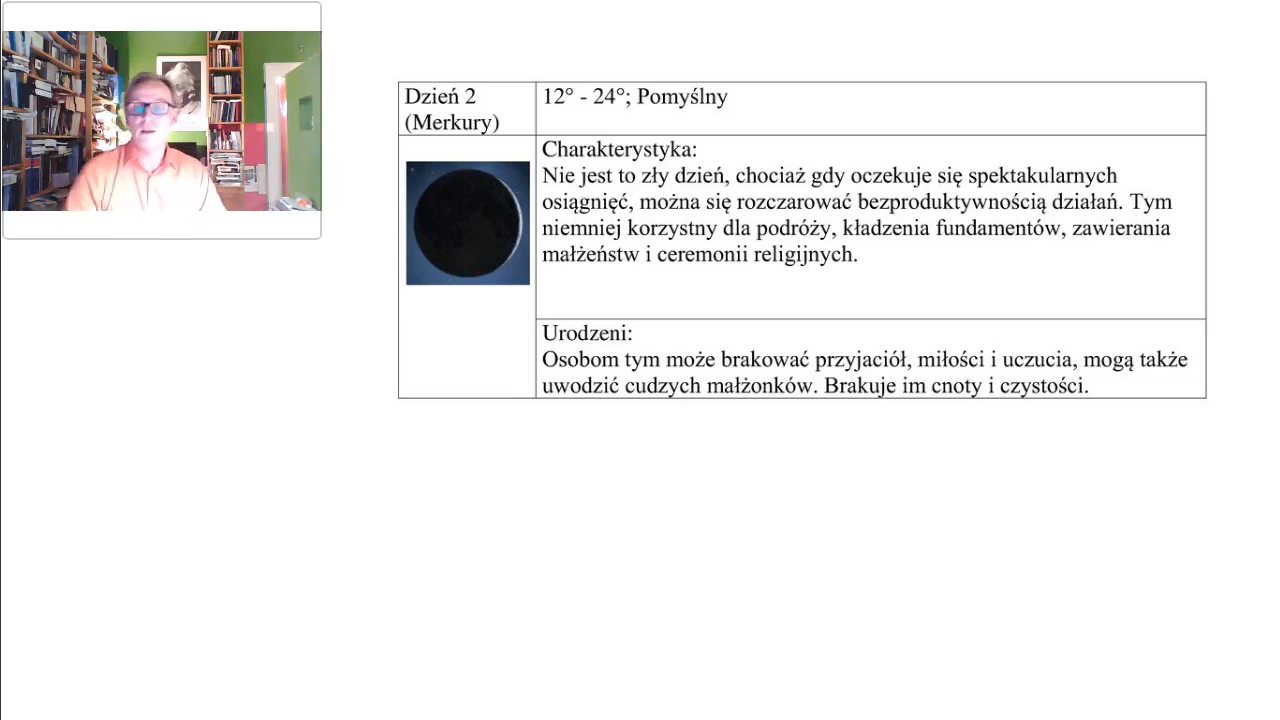 Dzień 2
(Merkury)
12° - 24°; Pomyślny
Charakterystyka:
Nie jest to zły dzień, chociaż gdy oczekuje się spektakularnych
osiągnięć, można się rozczarować bezproduktywnością działań. Tym
niemniej korzystny dla podróży, kładzenia fundamentów, zawierania
małżeństw i ceremonii religijnych.
Urodzeni:
Osobom tym może brakować przyjaciół, miłości i uczucia, mogą także
uwodzić cudzych małżonków. Brakuje im cnoty i czystości.